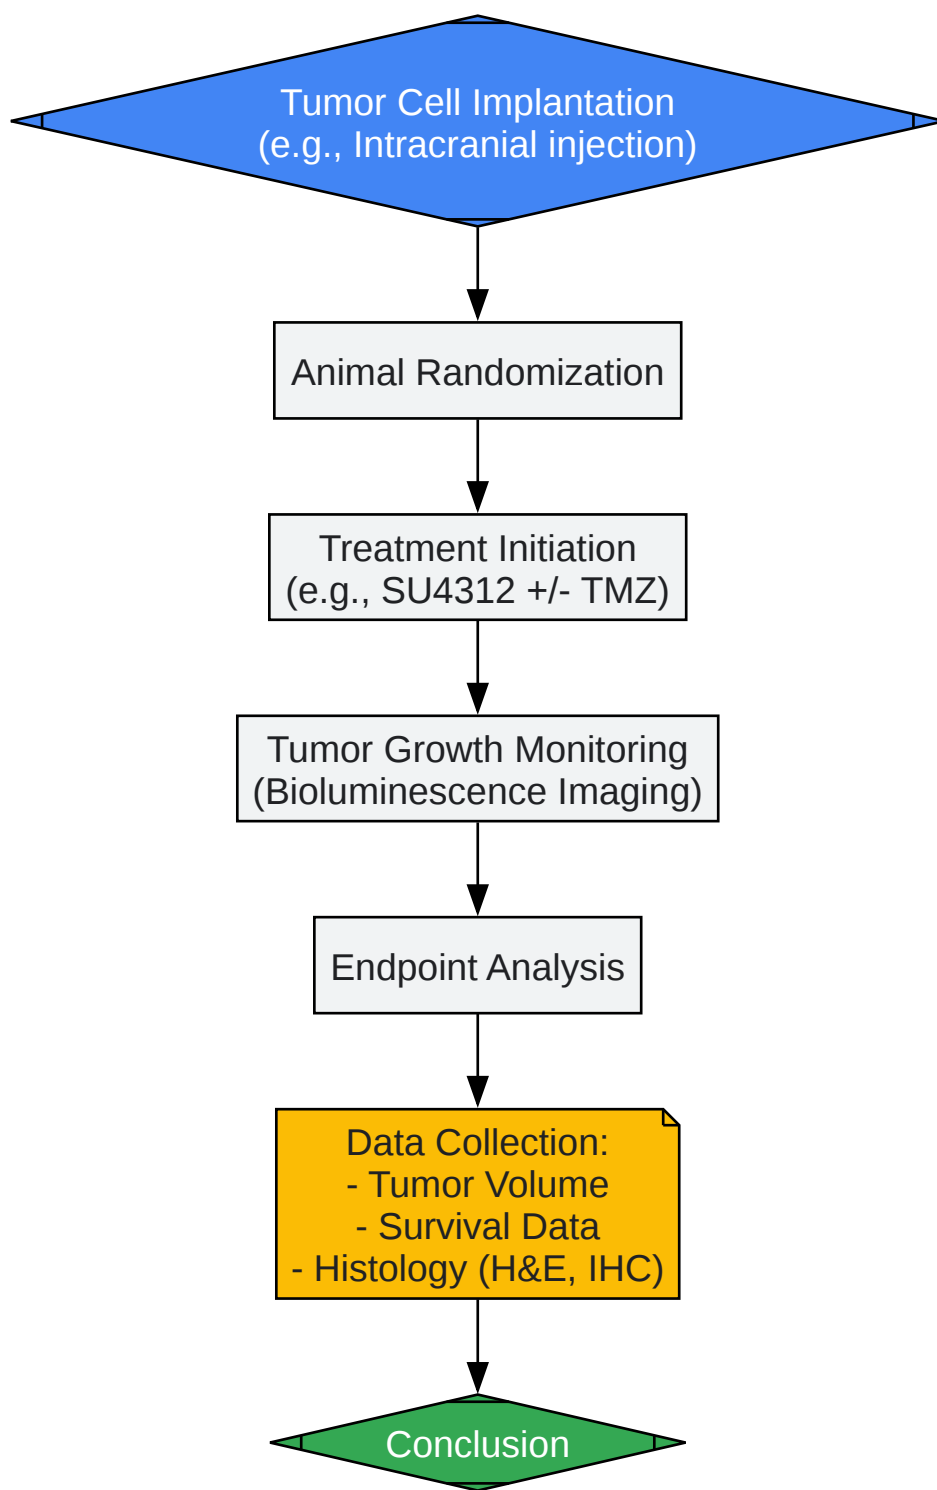 Tumor Cell Implantation
(e.g., Intracranial injection)
Animal Randomization
Treatment Initiation
(e.g., SU4312 +/- TMZ)
Tumor Growth Monitoring
(Bioluminescence Imaging)
Endpoint Analysis
Data Collection:
- Tumor Volume
- Survival Data
- Histology (H&E, IHC)
Conclusion